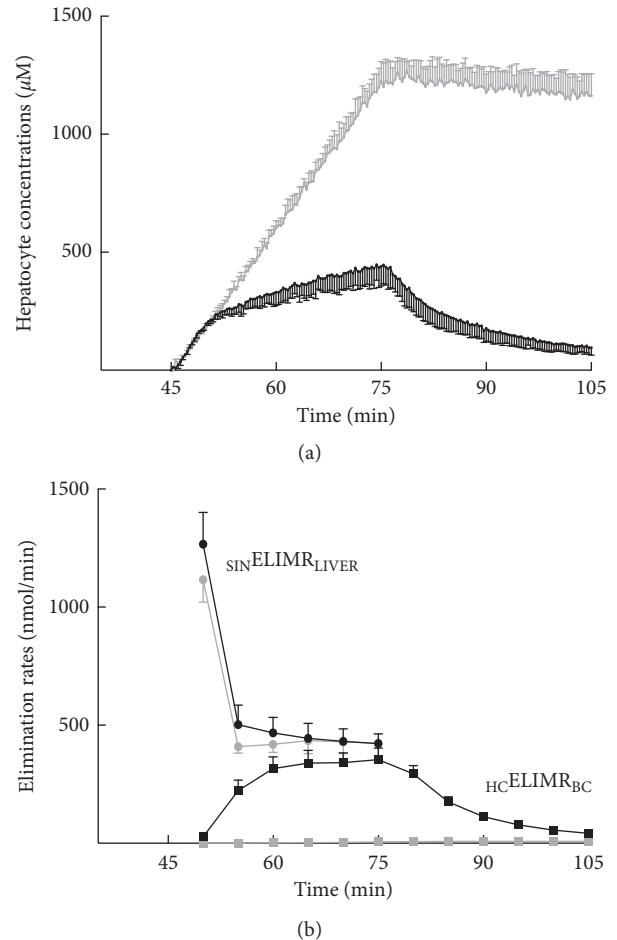 1500
1000
500
Hepatocyte concentrations (μM)
45 60 75 90 105
Time (min)
(a)
1500
1000
500
Elimination rates (nmol/min)
SINELIMRLIVER
HCELIMRBC
45 60 75 90 105
Time (min)
(b)